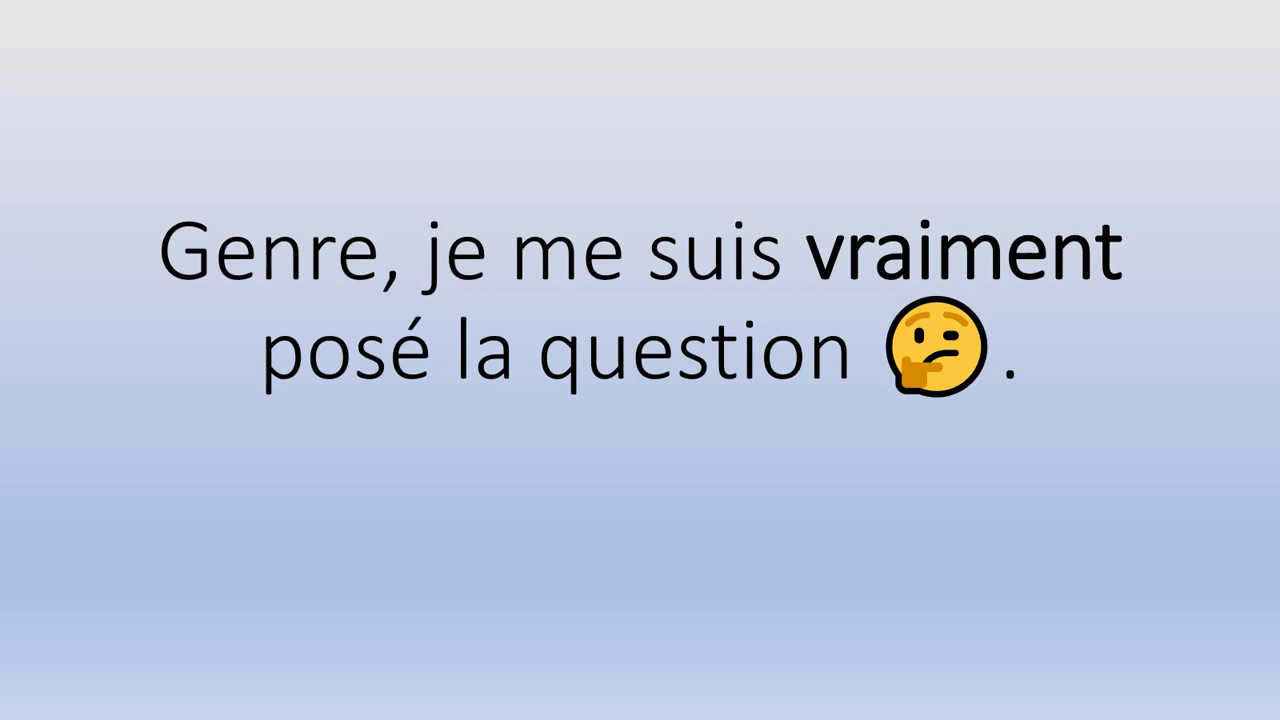 Genre, je me suis vraiment
posé la question 🤔.